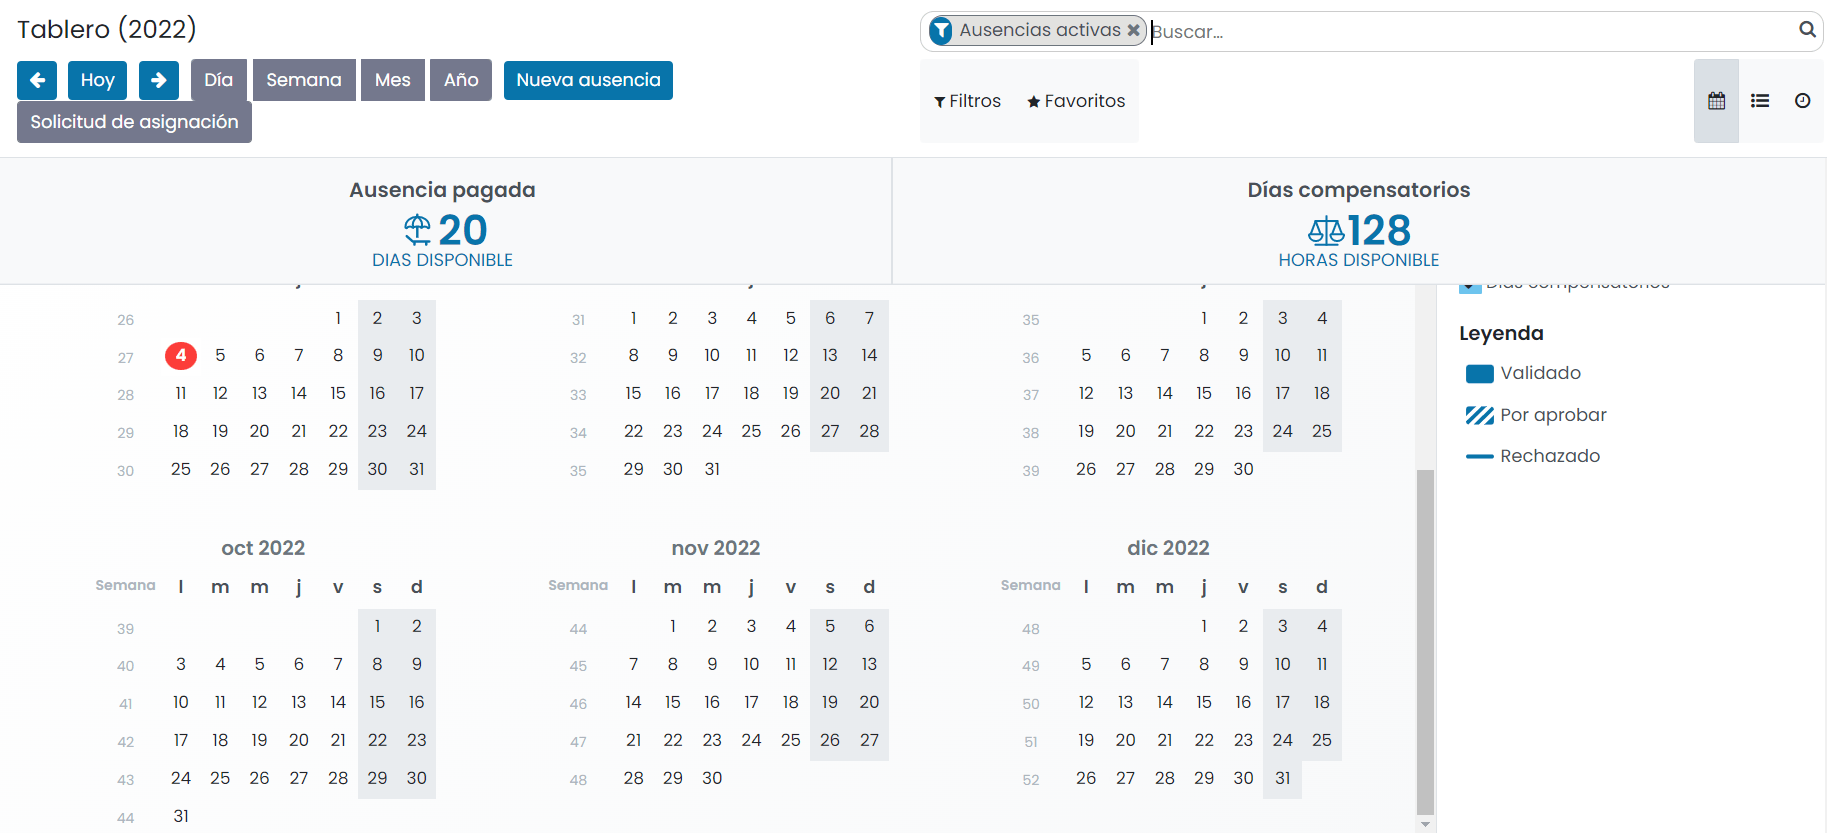 Tablero (2022)
Ausencias activas Buscar...
Hoy Día Semana Mes Año Nueva ausencia
Solicitud de asignación
Filtros Favoritos
Ausencia pagada
20
DIAS DISPONIBLE
Días compensatorios
128
HORAS DISPONIBLE
26 1 2 3
27 4 5 6 7 8 9 10
28 11 12 13 14 15 16 17
29 18 19 20 21 22 23 24
30 25 26 27 28 29 30 31
31 1 2 3 4 5 6 7
32 8 9 10 11 12 13 14
33 15 16 17 18 19 20 21
34 22 23 24 25 26 27 28
35 29 30 31
35 1 2 3 4
36 5 6 7 8 9 10 11
37 12 13 14 15 16 17 18
38 19 20 21 22 23 24 25
39 26 27 28 29 30
oct 2022
Semana l m m j v s d
39 1 2
40 3 4 5 6 7 8 9
41 10 11 12 13 14 15 16
42 17 18 19 20 21 22 23
43 24 25 26 27 28 29 30
44 31
nov 2022
Semana l m m j v s d
44 1 2 3 4 5 6
45 7 8 9 10 11 12 13
46 14 15 16 17 18 19 20
47 21 22 23 24 25 26 27
48 28 29 30
dic 2022
Semana l m m j v s d
48 1 2 3 4
49 5 6 7 8 9 10 11
50 12 13 14 15 16 17 18
51 19 20 21 22 23 24 25
52 26 27 28 29 30 31
Días compensatorios
Leyenda
Validado
Por aprobar
Rechazado